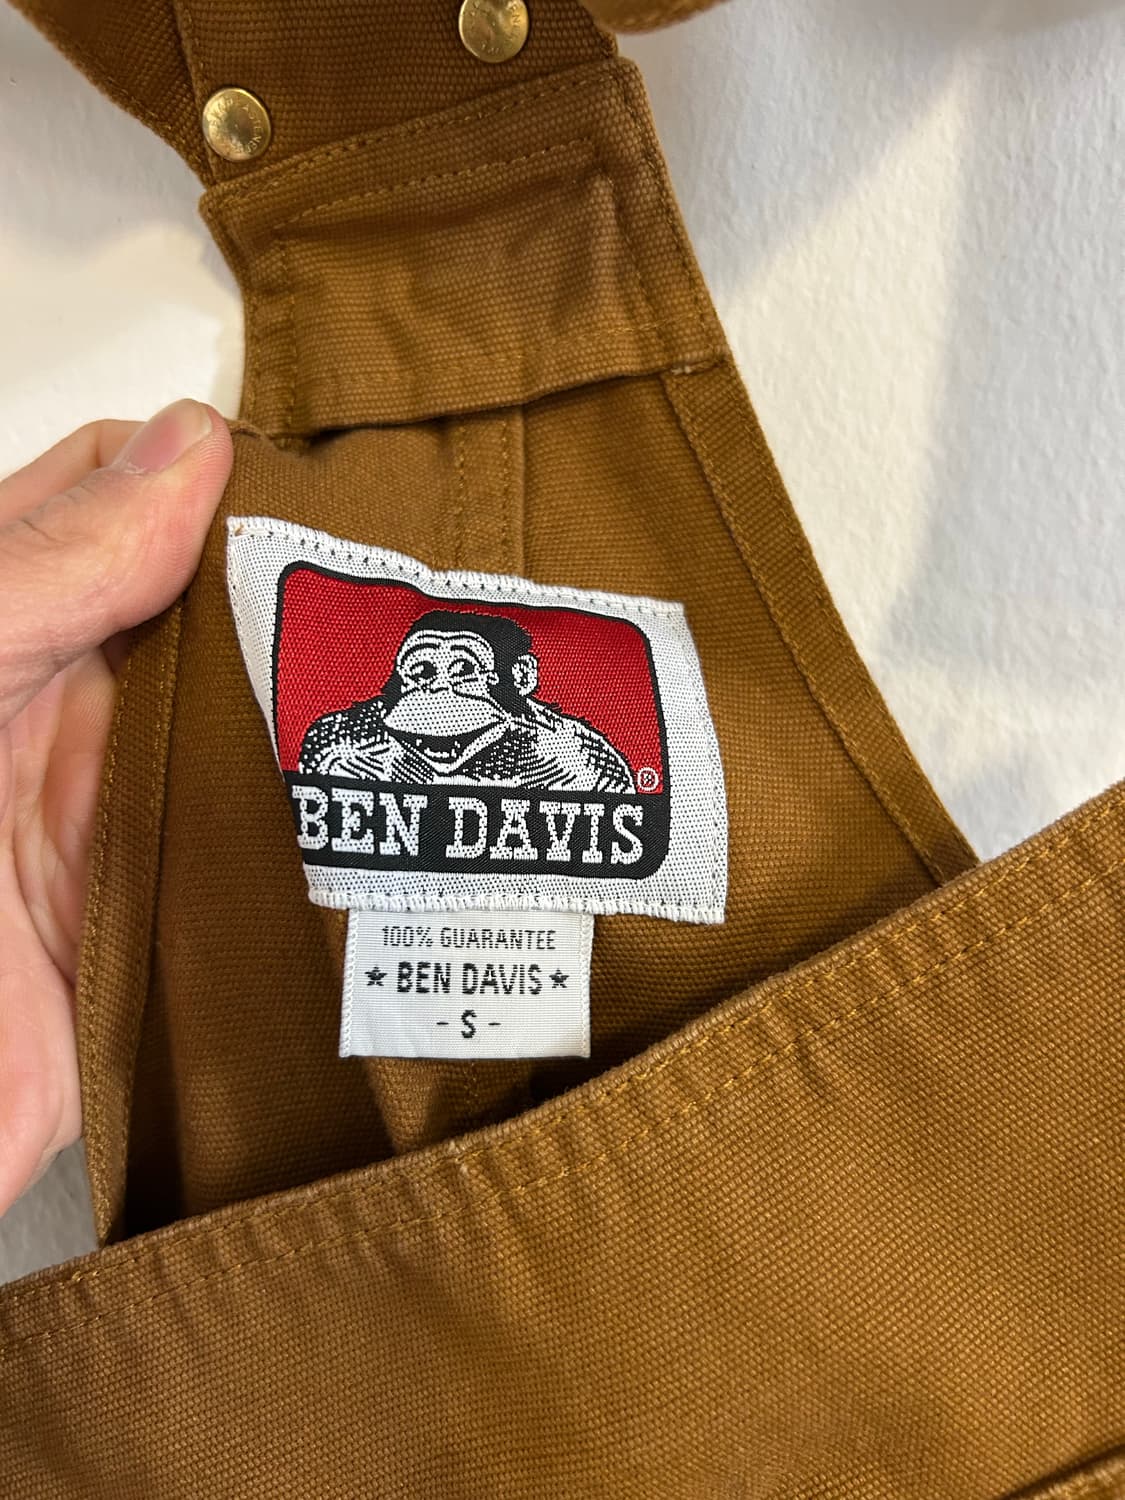 ®
BEN DAVIS
100% GUARANTEE
★ BEN DAVIS ★
- S -